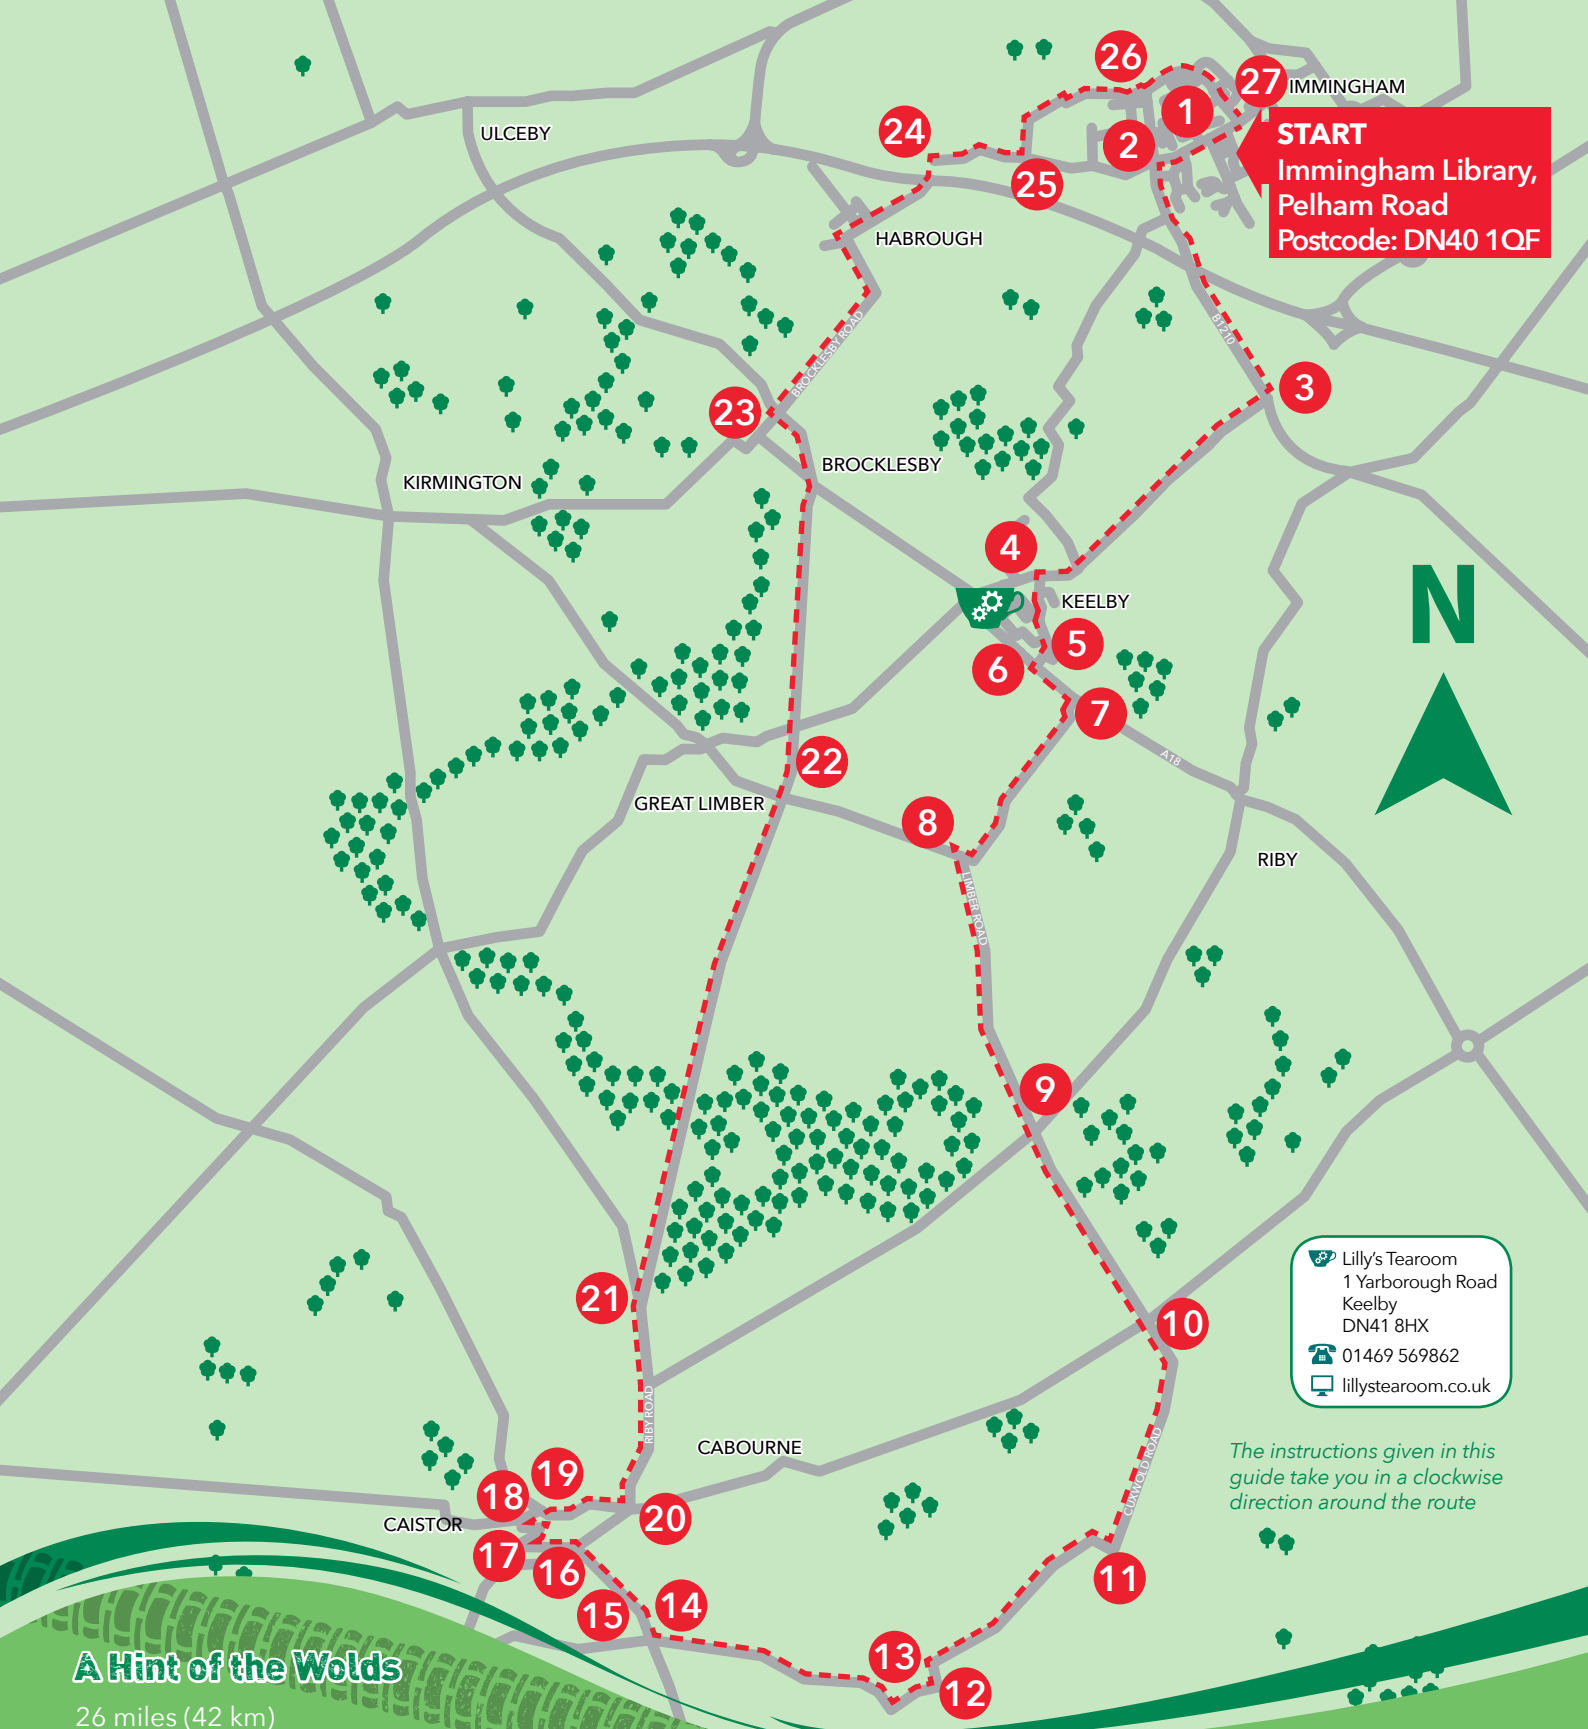 26
27
IMMINGHAM
1
START
Immingham Library,
Pelham Road
Postcode: DN40 1QF
24
ULCEBY
2
25
HABROUGH
B1210
BROCKLESBY ROAD
3
23
BROCKLESBY
KIRMINGTON
4
N
KEELBY
5
6
7
A18
22
GREAT LIMBER
8
RIBY
LIMBER ROAD
9
Lilly's Tearoom
1 Yarborough Road
Keelby
DN41 8HX
01469 569862
lillystearoom.co.uk
21
10
RIBY ROAD
CABOURNE
The instructions given in this
guide take you in a clockwise
direction around the route
CUXWOLD ROAD
19
18
20
CAISTOR
17
16
11
15
14
13
12
A Hint of the Wolds
26 miles (42 km)